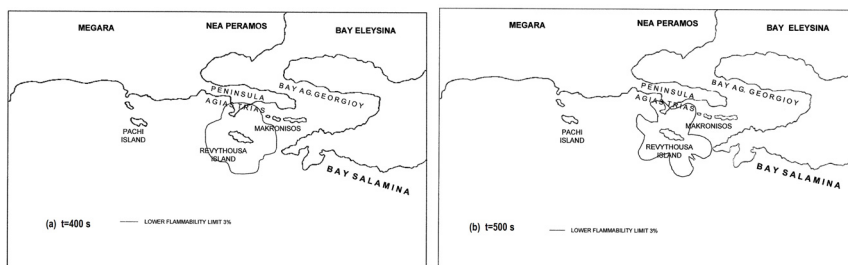 MEGARA
NEA PERAMOS
BAY ELEYSINA
PENINSULA
AGIAS TRIAS
BAY AG. GEORGIOY
MAKRONISOS
PACHI
ISLAND
REVYTHOUSA
ISLAND
BAY SALAMINA
(a) t=400 s
LOWER FLAMMABILITY LIMIT 3%
MEGARA
NEA PERAMOS
BAY ELEYSINA
PENINSULA
AGIAS TRIAS
BAY AG. GEORGIOY
MAKRONISOS
PACHI
ISLAND
REVYTHOUSA
ISLAND
BAY SALAMINA
(b) t=500 s
LOWER FLAMMABILITY LIMIT 3%